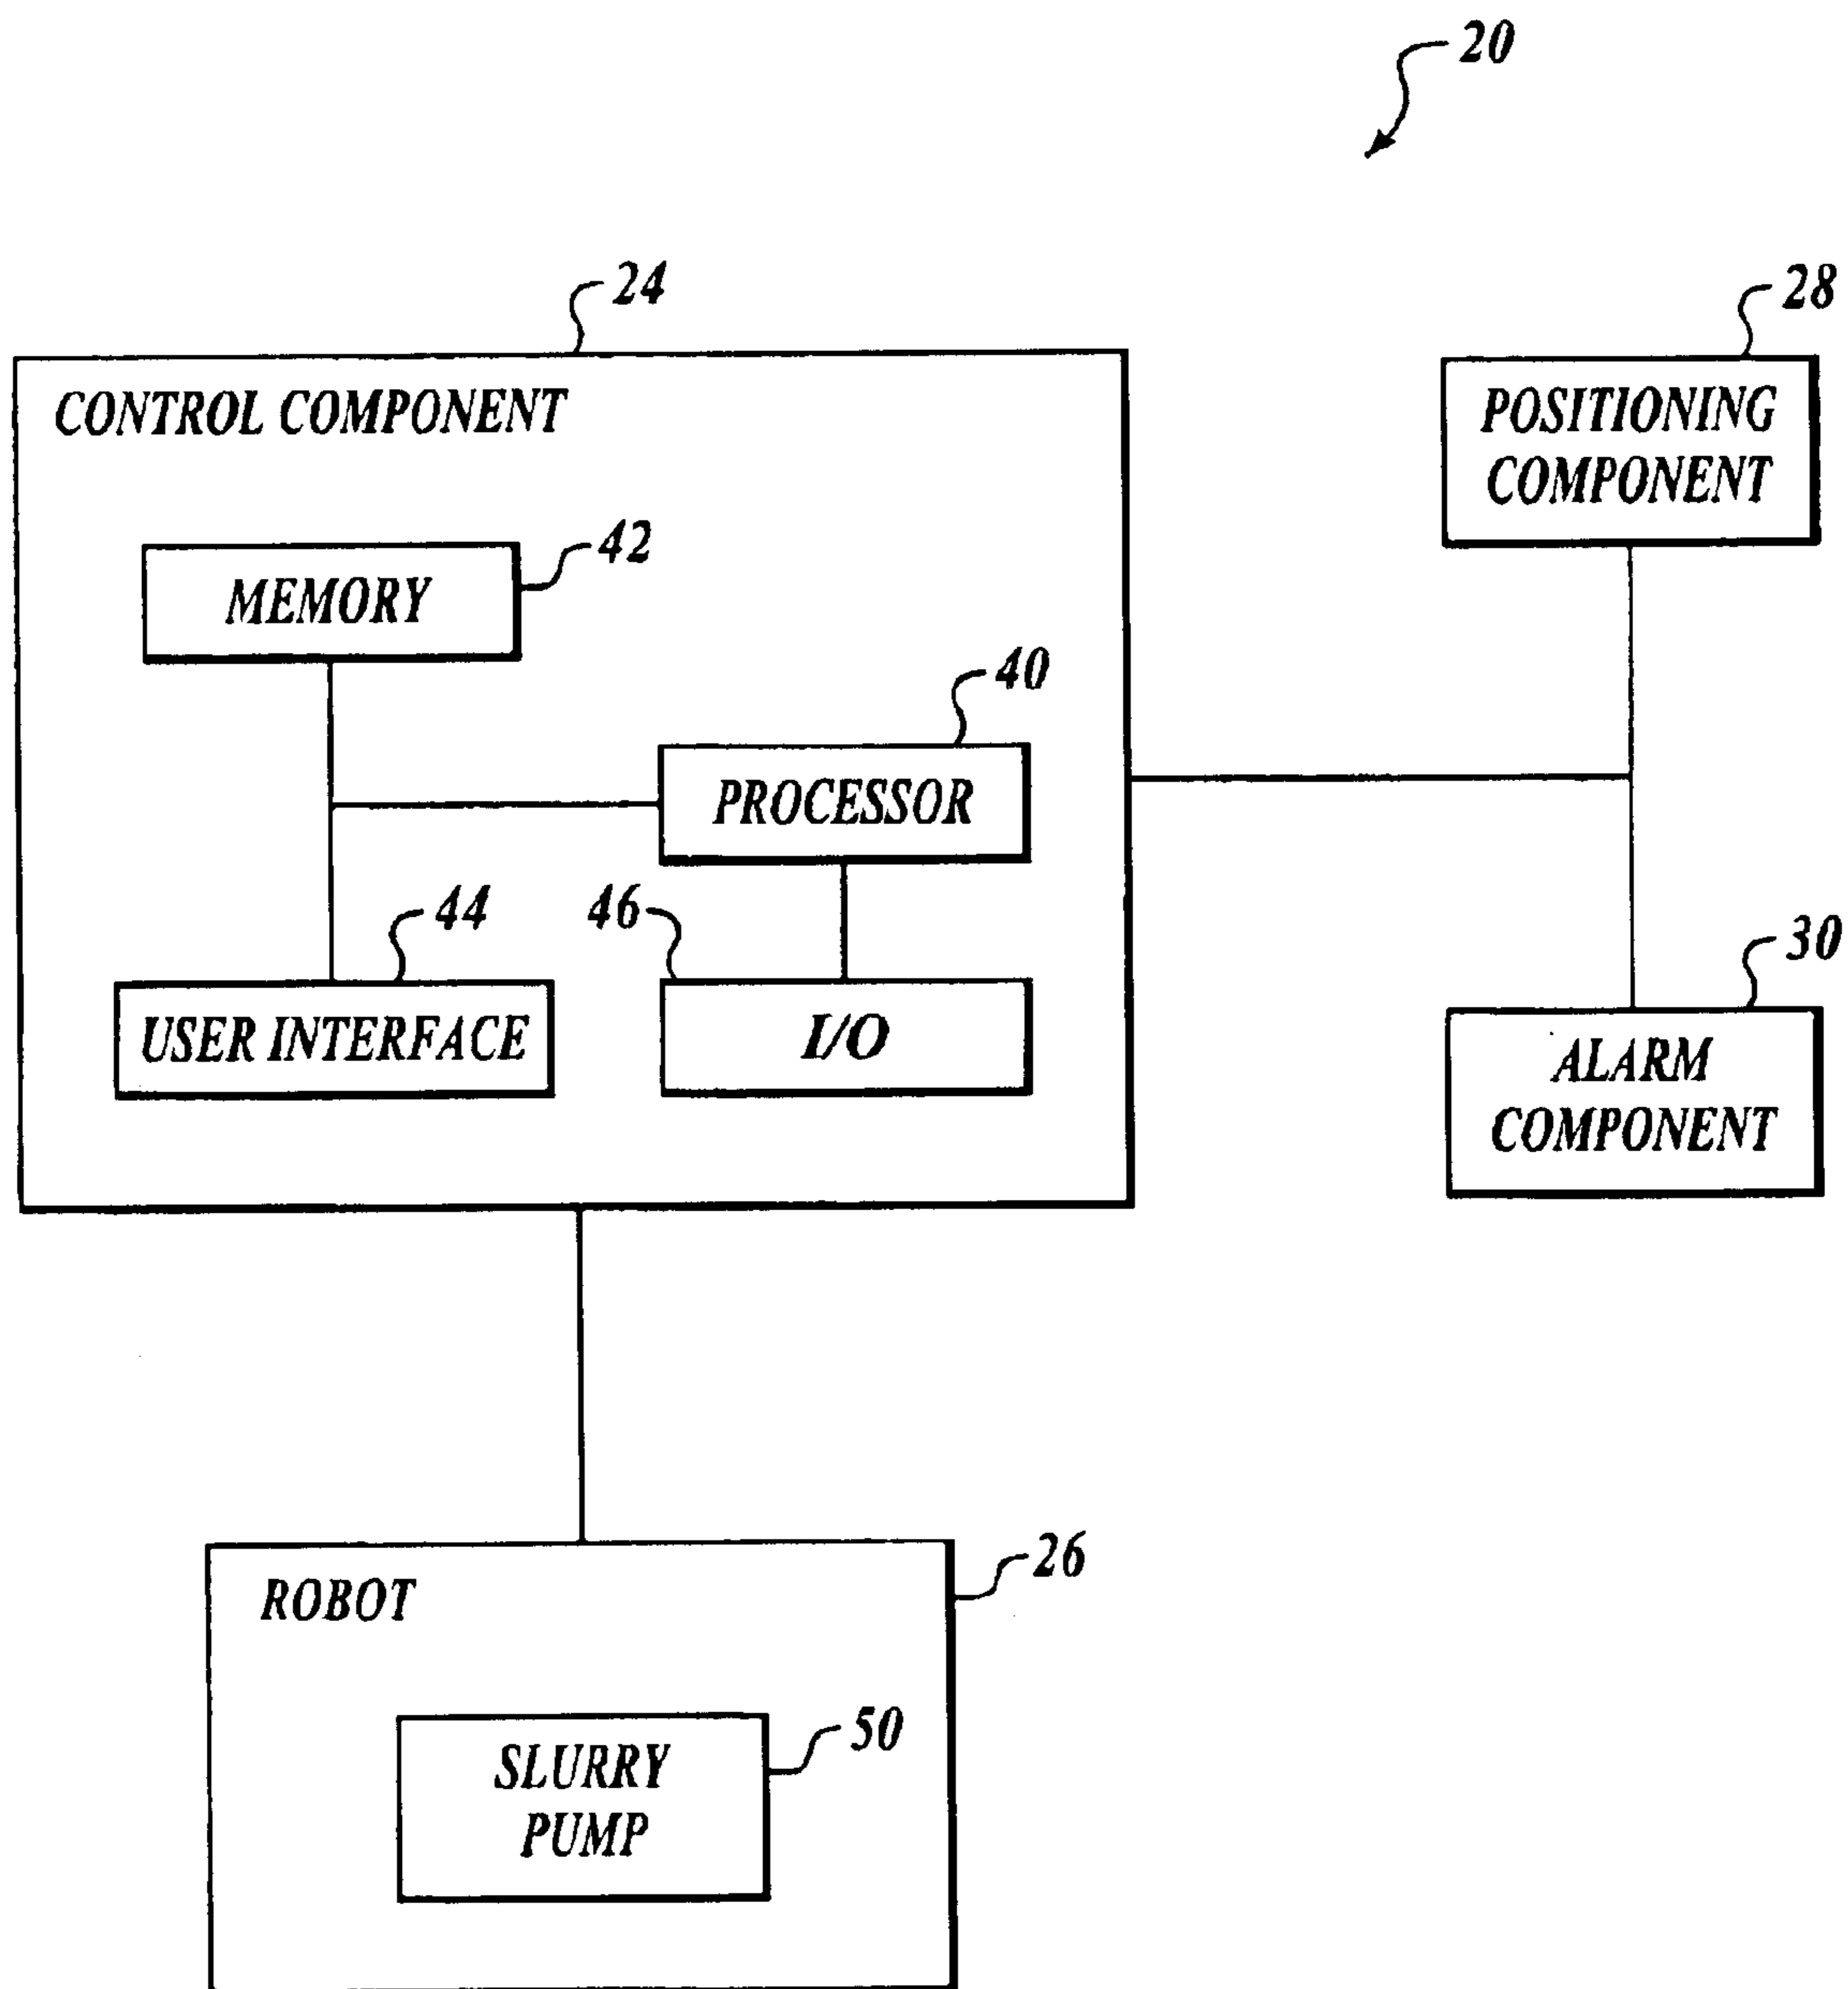 20
24
28
CONTROL COMPONENT
POSITIONING
COMPONENT
42
MEMORY
40
PROCESSOR
44
46
30
USER INTERFACE
I/O
ALARM
COMPONENT
26
ROBOT
50
SLURRY
PUMP